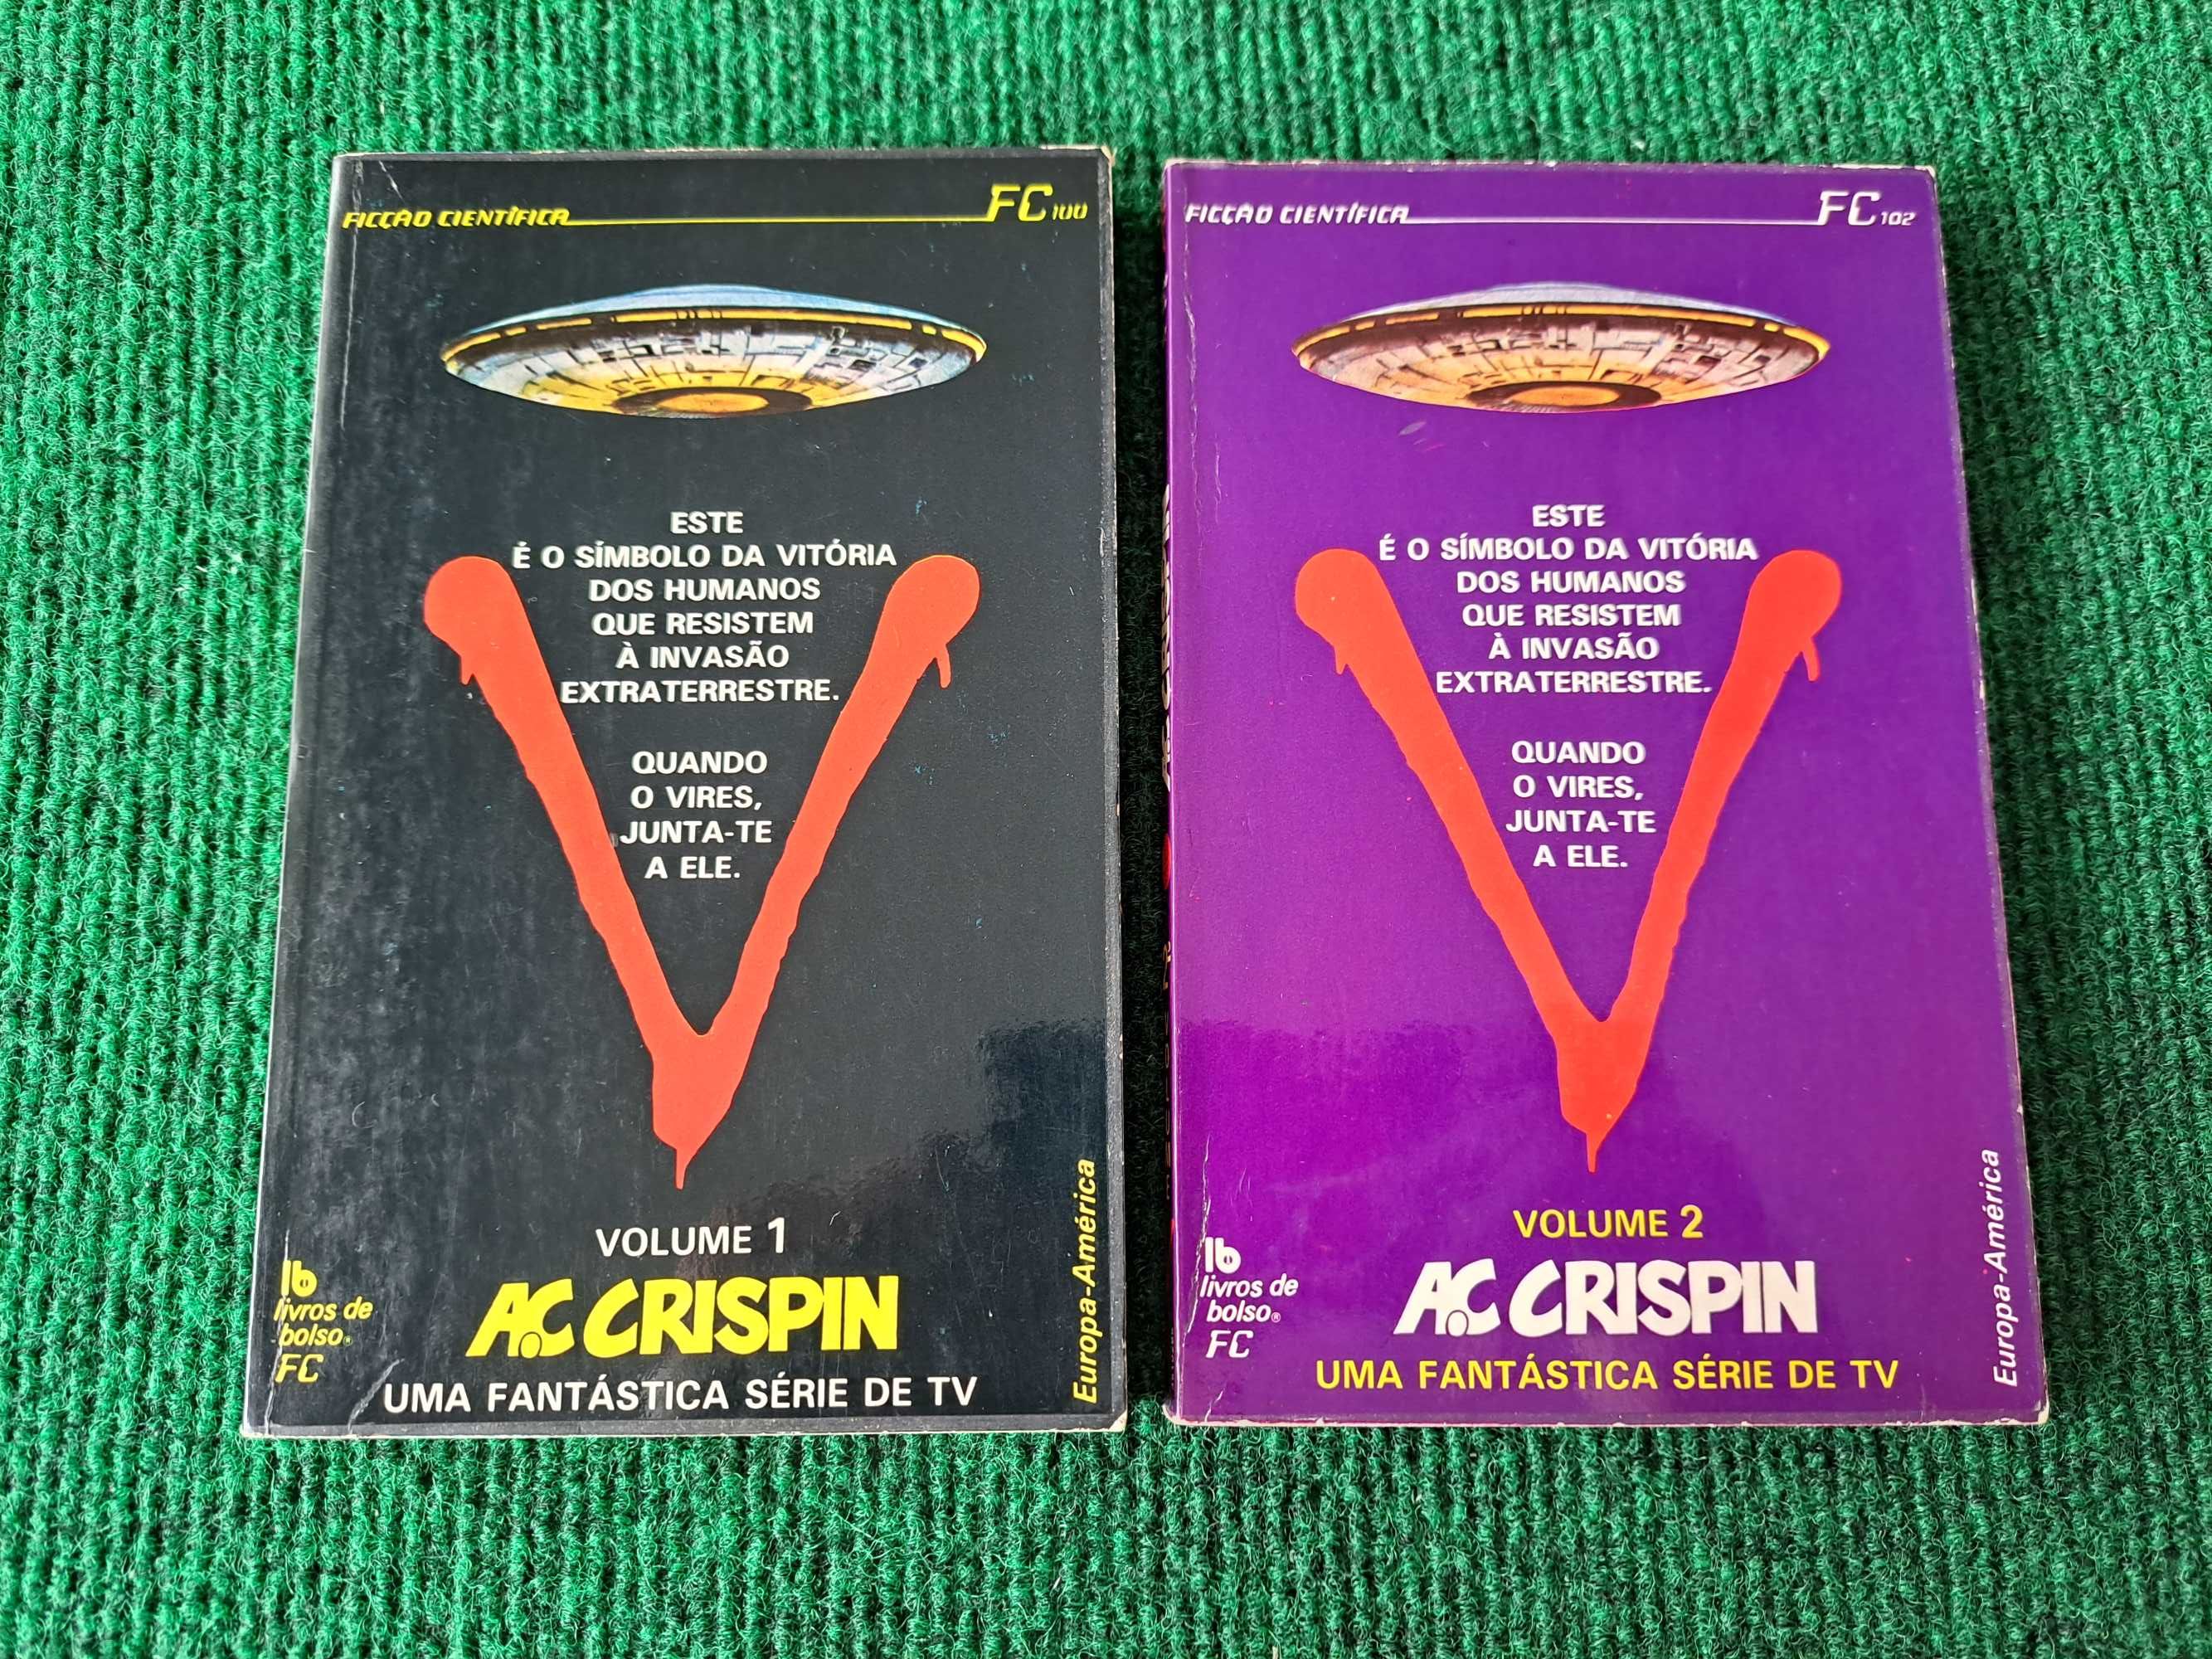 FICÇÃO CIENTÍFICA FC 100
ESTE
É O SÍMBOLO DA VITÓRIA
DOS HUMANOS
QUE RESISTEM
À INVASÃO
EXTRATERRESTRE.
QUANDO
O VIRES,
JUNTA-TE
A ELE.
V
VOLUME 1
A.C. CRISPIN
UMA FANTÁSTICA SÉRIE DE TV
lb
livros de
bolso®
FC
Europa-América
FICÇÃO CIENTÍFICA FC 102
ESTE
É O SÍMBOLO DA VITÓRIA
DOS HUMANOS
QUE RESISTEM
À INVASÃO
EXTRATERRESTRE.
QUANDO
O VIRES,
JUNTA-TE
A ELE.
V
VOLUME 2
A.C. CRISPIN
UMA FANTÁSTICA SÉRIE DE TV
lb
livros de
bolso®
FC
Europa-América